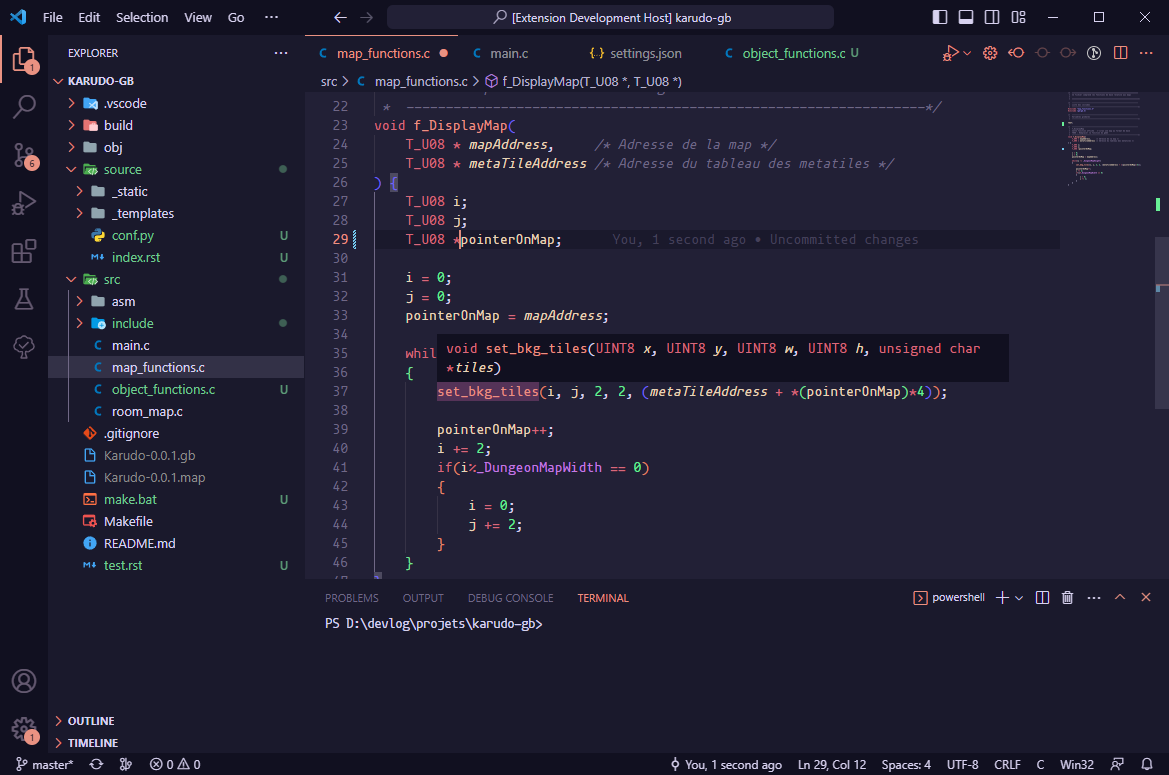 File Edit Selection View Go ··· [Extension Development Host] karudo-gb
EXPLORER ···
1
6
KARUDO-GB
.vscode
build
obj
source
_static
_templates
conf.py U
index.rst U
src
asm
include
main.c
map_functions.c
object_functions.c U
room_map.c
.gitignore
Karudo-0.0.1.gb
Karudo-0.0.1.map
make.bat U
Makefile
README.md
test.rst U
OUTLINE
TIMELINE
1
map_functions.c main.c settings.json object_functions.c U
src > map_functions.c > f_DisplayMap(T_U08 *, T_U08 *)
22 * -----------------------------------------------------------------*/
23 void f_DisplayMap(
24 T_U08 * mapAddress, /* Adresse de la map */
25 T_U08 * metaTileAddress /* Adresse du tableau des metatiles */
26 ) {
27 T_U08 i;
28 T_U08 j;
29 T_U08 *pointerOnMap; You, 1 second ago • Uncommitted changes
30
31 i = 0;
32 j = 0;
33 pointerOnMap = mapAddress;
34
35 whil
void set_bkg_tiles(UINT8 x, UINT8 y, UINT8 w, UINT8 h, unsigned char
*tiles)
36 {
37 set_bkg_tiles(i, j, 2, 2, (metaTileAddress + *(pointerOnMap)*4));
38
39 pointerOnMap++;
40 i += 2;
41 if(i%_DungeonMapWidth == 0)
42 {
43 i = 0;
44 j += 2;
45 }
46 }
PROBLEMS OUTPUT DEBUG CONSOLE TERMINAL powershell
PS D:\devlog\projets\karudo-gb>
master* 0 0 You, 1 second ago Ln 29, Col 12 Spaces: 4 UTF-8 CRLF C Win32